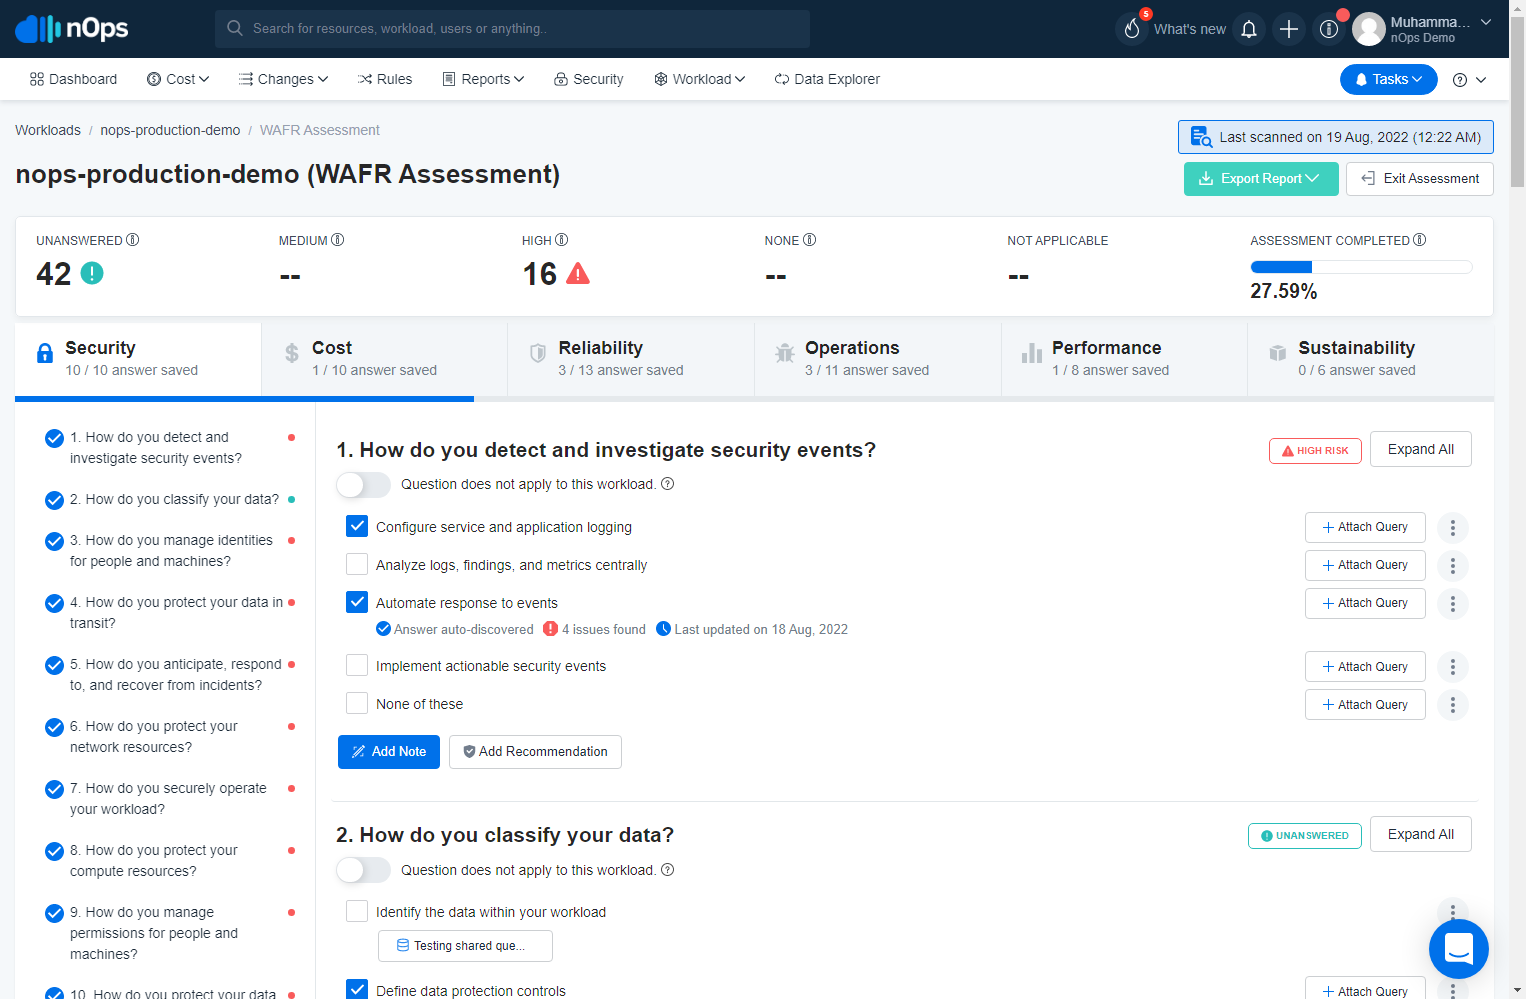 nOps
Search for resources, workload, users or anything..
5
What's new
Muhamma...
nOps Demo
Dashboard
Cost
Changes
Rules
Reports
Security
Workload
Data Explorer
Tasks
Workloads / nops-production-demo / WAFR Assessment
Last scanned on 19 Aug, 2022 (12:22 AM)
nops-production-demo (WAFR Assessment)
Export Report
Exit Assessment
UNANSWERED
42
MEDIUM
--
HIGH
16
NONE
--
NOT APPLICABLE
--
ASSESSMENT COMPLETED
27.59%
Security
10 / 10 answer saved
Cost
1 / 10 answer saved
Reliability
3 / 13 answer saved
Operations
3 / 11 answer saved
Performance
1 / 8 answer saved
Sustainability
0 / 6 answer saved
1. How do you detect and
investigate security events?
2. How do you classify your data?
3. How do you manage identities
for people and machines?
4. How do you protect your data in
transit?
5. How do you anticipate, respond
to, and recover from incidents?
6. How do you protect your
network resources?
7. How do you securely operate
your workload?
8. How do you protect your
compute resources?
9. How do you manage
permissions for people and
machines?
10. How do you protect your data
1. How do you detect and investigate security events?
HIGH RISK
Expand All
Question does not apply to this workload.
Configure service and application logging
+ Attach Query
Analyze logs, findings, and metrics centrally
+ Attach Query
Automate response to events
+ Attach Query
Answer auto-discovered
4 issues found
Last updated on 18 Aug, 2022
Implement actionable security events
+ Attach Query
None of these
+ Attach Query
Add Note
Add Recommendation
2. How do you classify your data?
UNANSWERED
Expand All
Question does not apply to this workload.
Identify the data within your workload
Testing shared que...
Define data protection controls
+ Attach Query